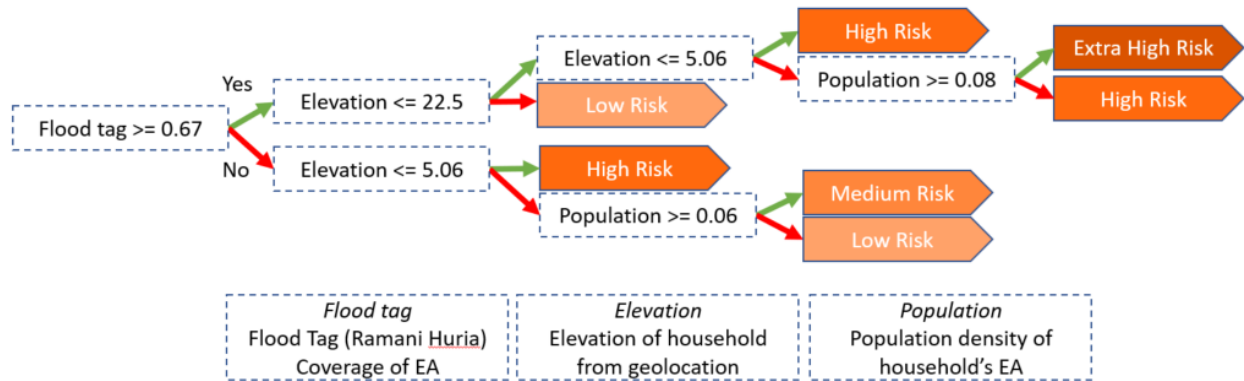 High Risk
Elevation <= 5.06
Extra High Risk
Population >= 0.08
Yes
Elevation <= 22.5
Low Risk
High Risk
Flood tag >= 0.67
No
Elevation <= 5.06
High Risk
Medium Risk
Population >= 0.06
Low Risk
Flood tag
Flood Tag (Ramani Huria)
Coverage of EA
Elevation
Elevation of household
from geolocation
Population
Population density of
household's EA